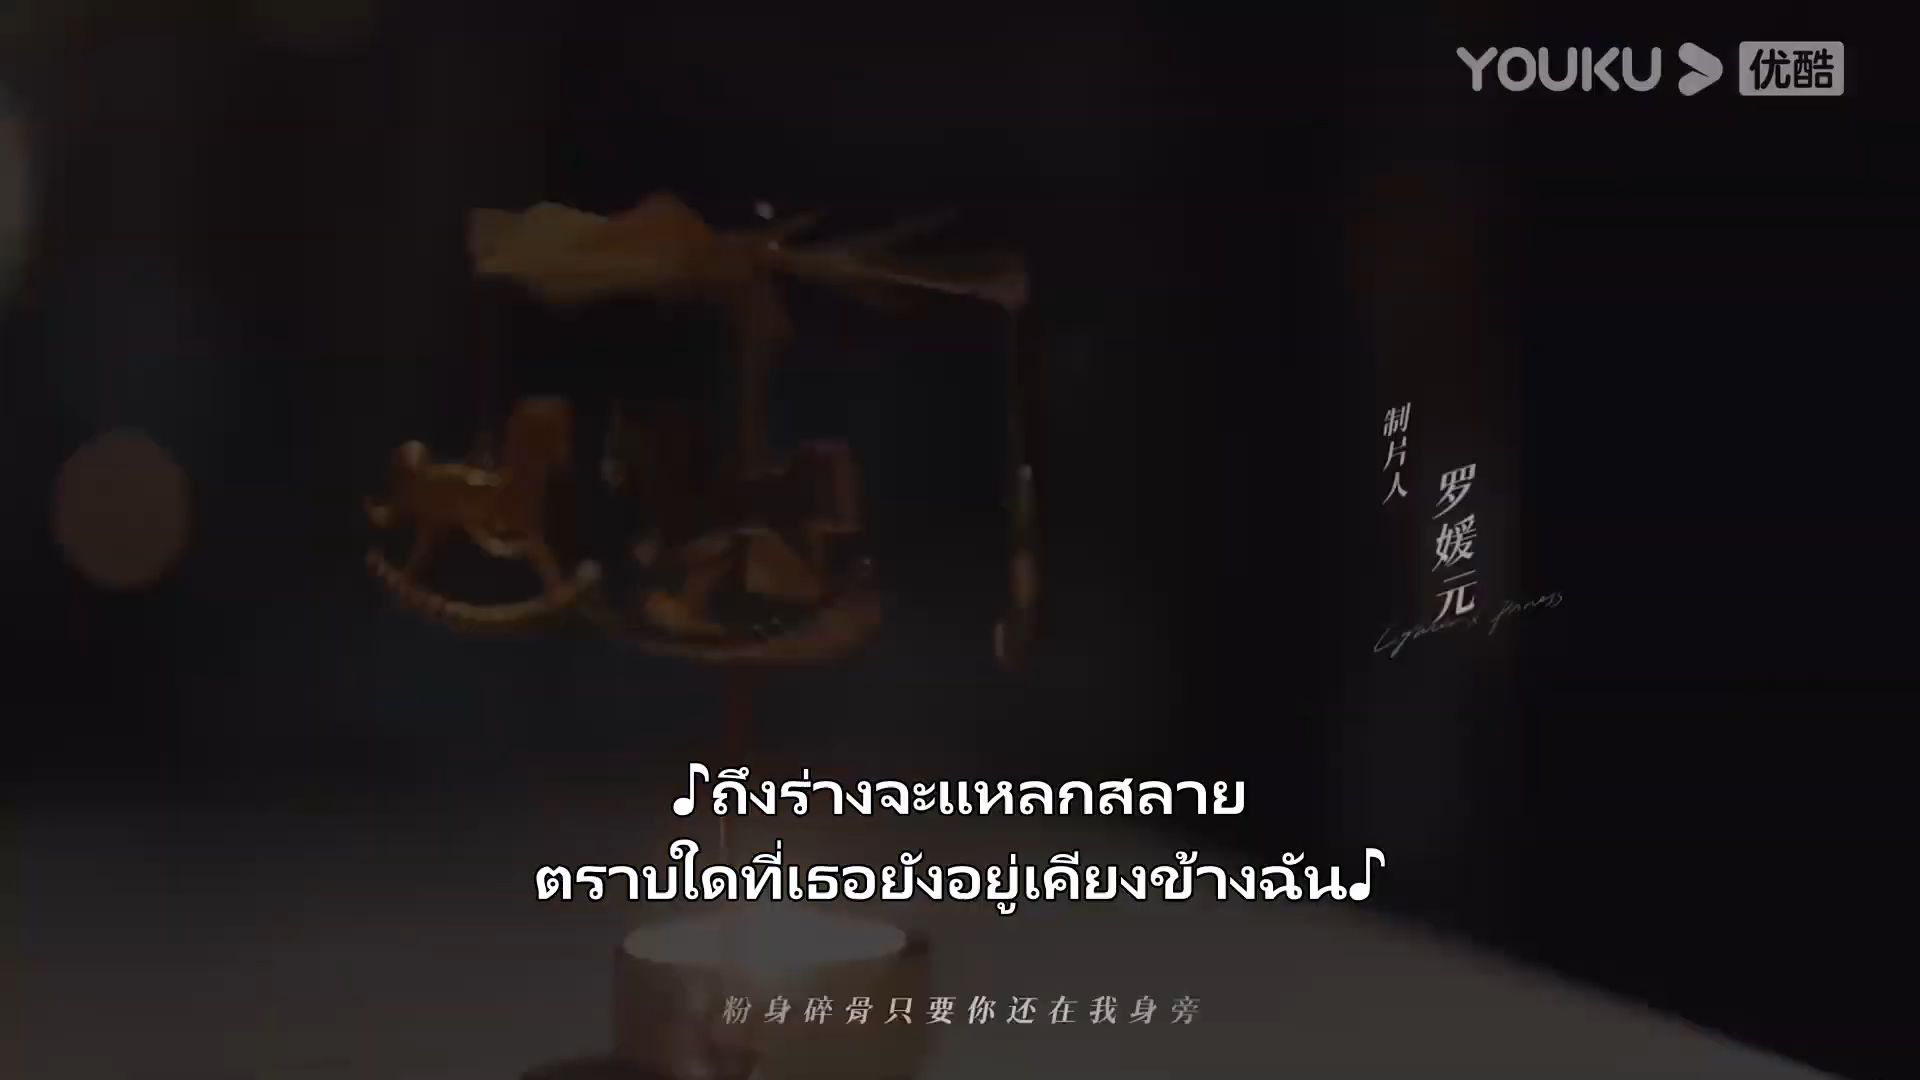 YOUKU 优酷
制片人
罗媛元
♪ถึงร่างจะแหลกสลาย
ตราบใดที่เธอยังอยู่เคียงข้างฉัน♪
粉身碎骨只要你还在我身旁